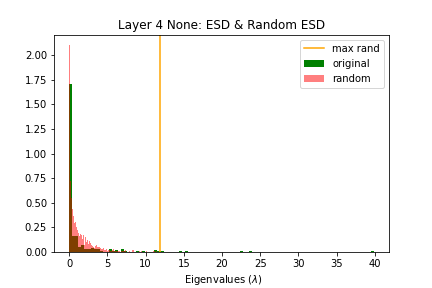 Layer 4 None: ESD & Random ESD
max rand
original
random
2.00
1.75
1.50
1.25
1.00
0.75
0.50
0.25
0.00
0 5 10 15 20 25 30 35 40
Eigenvalues (λ)